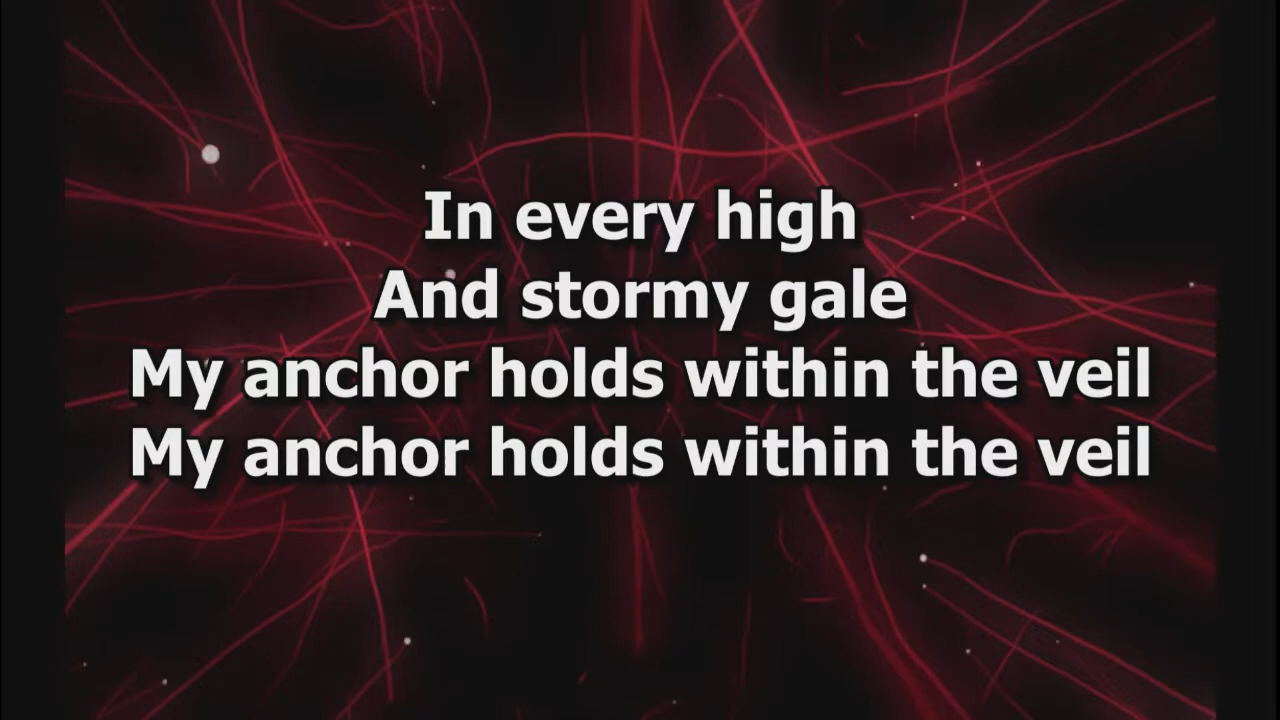 In every high
And stormy gale
My anchor holds within the veil
My anchor holds within the veil